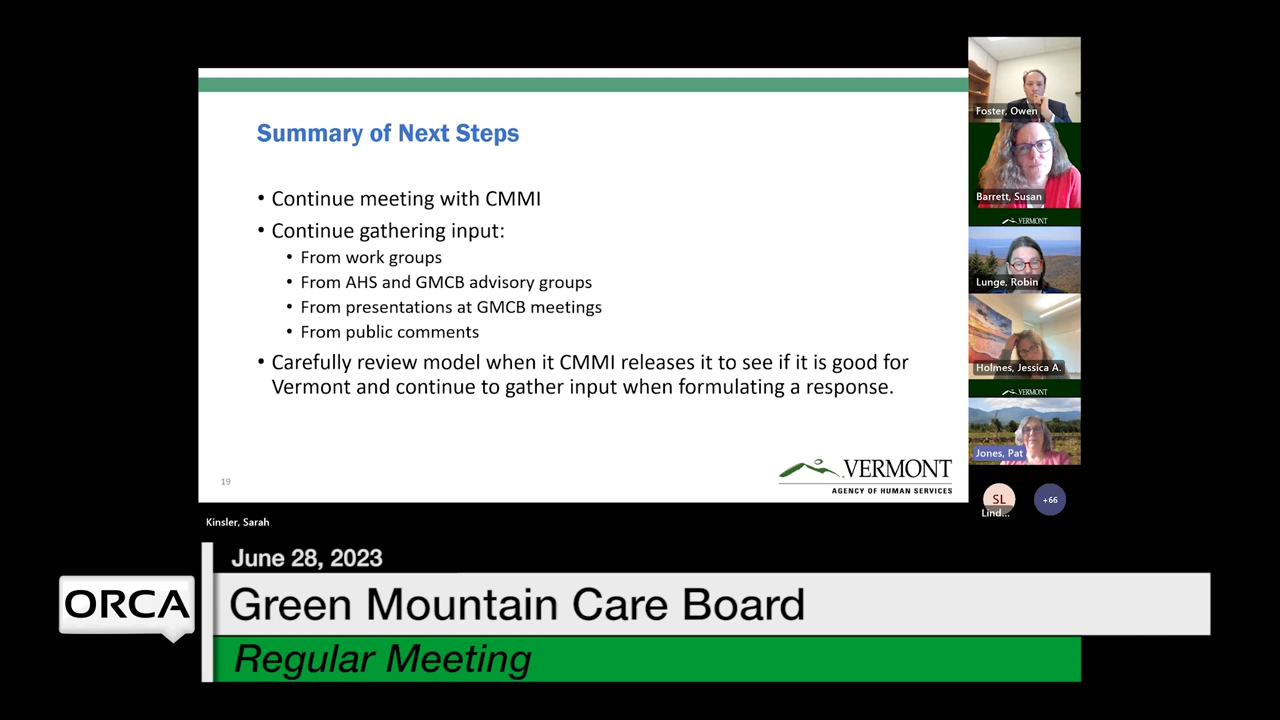 Summary of Next Steps
• Continue meeting with CMMI
• Continue gathering input:
• From work groups
• From AHS and GMCB advisory groups
• From presentations at GMCB meetings
• From public comments
• Carefully review model when it CMMI releases it to see if it is good for
Vermont and continue to gather input when formulating a response.
19
VERMONT
AGENCY OF HUMAN SERVICES
Foster, Owen
Barrett, Susan
VERMONT
Lunge, Robin
Holmes, Jessica A.
VERMONT
Jones, Pat
SL
Lind...
+66
Kinsler, Sarah
June 28, 2023
ORCA
Green Mountain Care Board
Regular Meeting